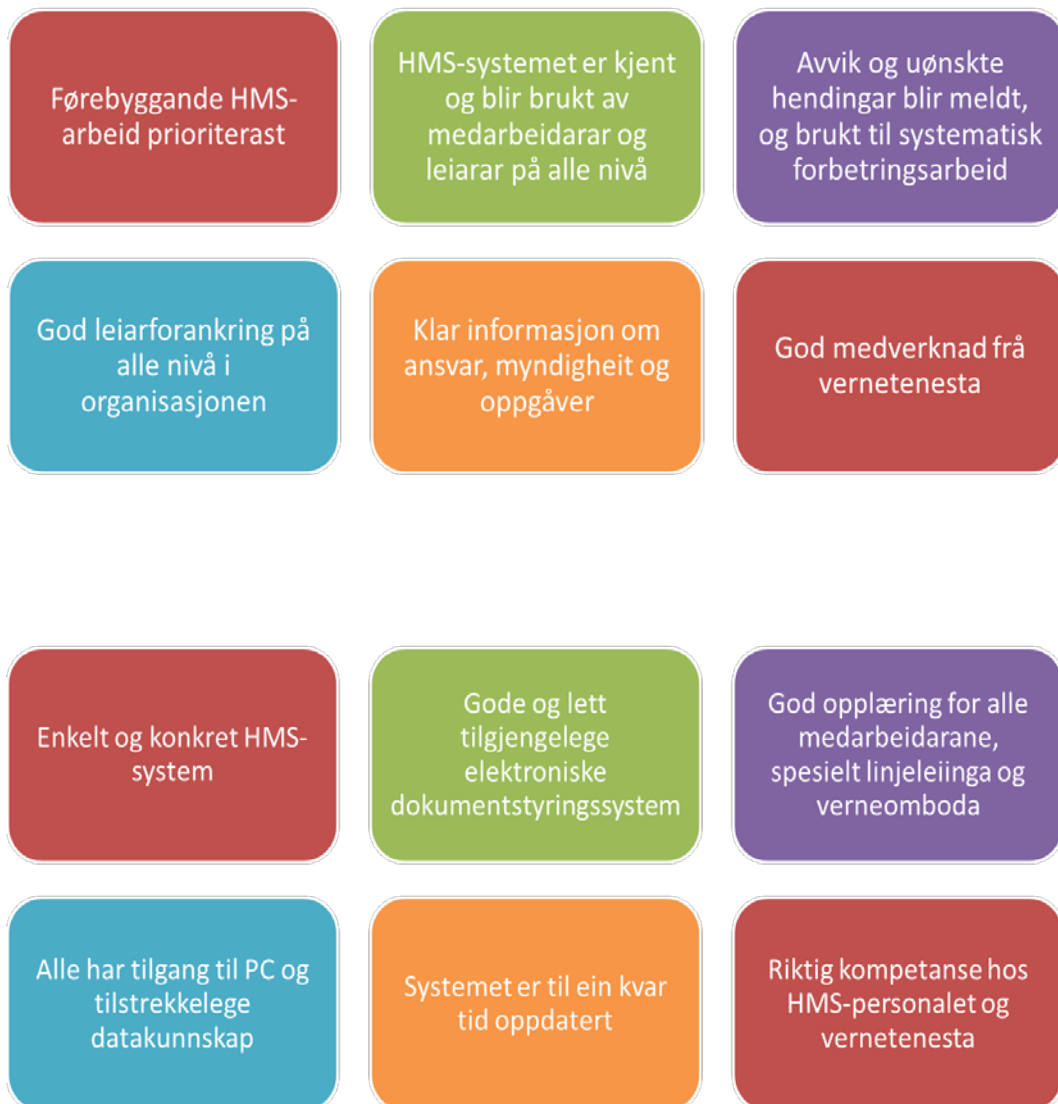 Førebyggande HMS-
arbeid prioriterast
HMS-systemet er kjent
og blir brukt av
medarbeidarar og
leiarar på alle nivå
Avvik og uønskte
hendingar blir meldt,
og brukt til systematisk
forbetringsarbeid
God leiarforankring på
alle nivå i
organisasjonen
Klar informasjon om
ansvar, myndigheit og
oppgåver
God medverknad frå
vernetenesta
Enkelt og konkret HMS-
system
Gode og lett
tilgjengelege
elektroniske
dokumentstyringssystem
God opplæring for alle
medarbeidarane,
spesielt linjeleiinga og
verneomboda
Alle har tilgang til PC og
tilstrekkelege
datakunnskap
Systemet er til ein kvar
tid oppdatert
Riktig kompetanse hos
HMS-personalet og
vernetenesta